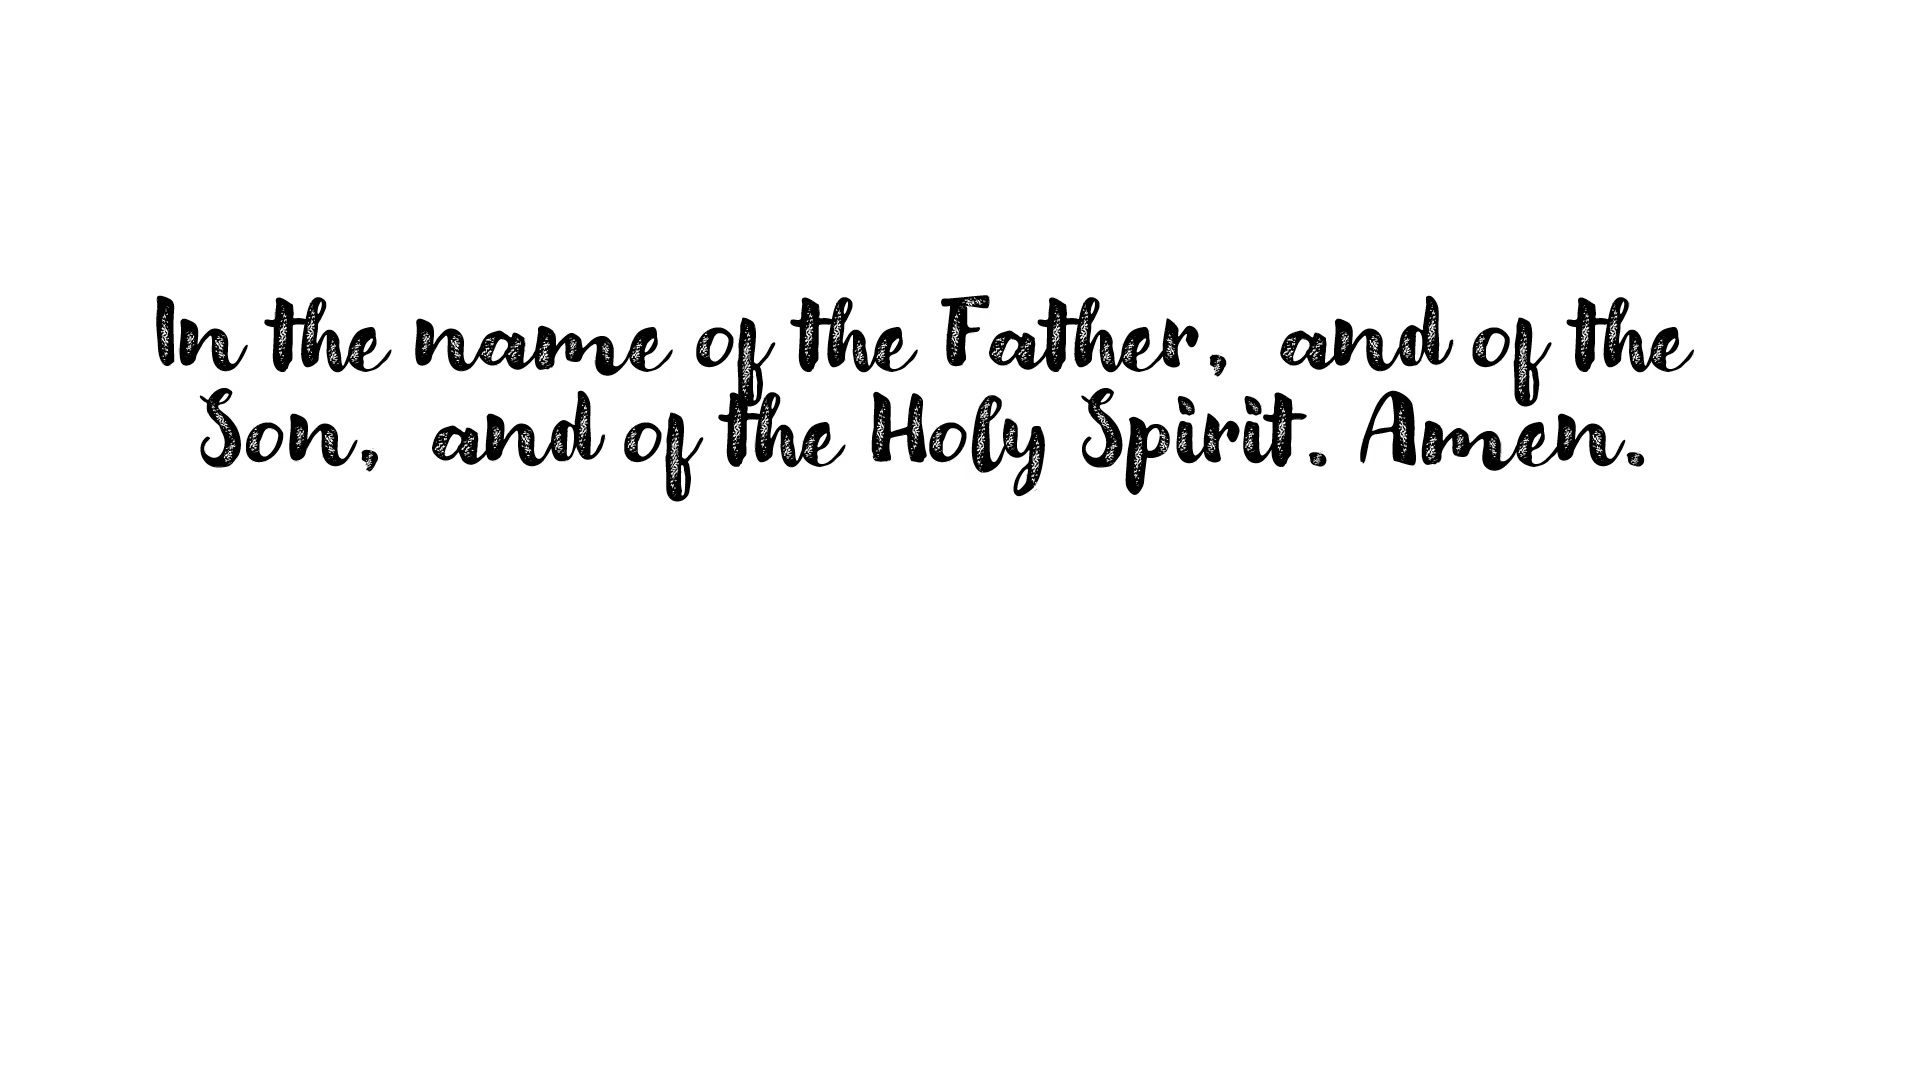 In the name of the Father, and of the
Son, and of the Holy Spirit. Amen.